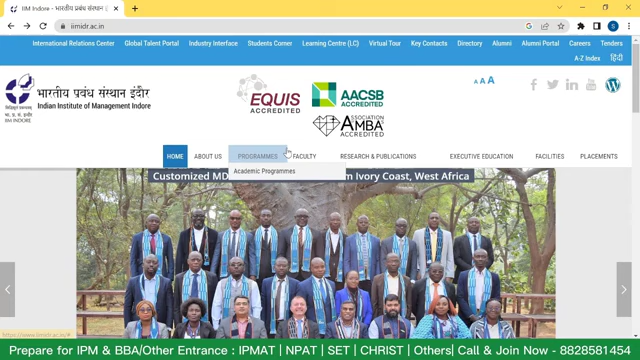 IIM Indore - भारतीय प्रबंध संस्थान इंदौर
iimidr.ac.in
International Relations Center Global Talent Portal Industry Interface Students Corner Learning Centre (LC) Virtual Tour Key Contacts Directory Alumni Alumni Portal Careers Tenders
A-Z Index हिंदी
भारतीय प्रबंध संस्थान इंदौर
Indian Institute of Management Indore
भा. प्र. सं. इंदौर
IIM INDORE
EQUIS
ACCREDITED
AACSB
ACCREDITED
ASSOCIATION
AMBA
ACCREDITED
A A A
HOME ABOUT US PROGRAMMES FACULTY RESEARCH & PUBLICATIONS EXECUTIVE EDUCATION FACILITIES PLACEMENTS
Academic Programmes
Customized MD
m Ivory Coast, West Africa
https://www.iimidr.ac.in/#
Prepare for IPM & BBA/Other Entrance : IPMAT | NPAT | SET | CHRIST | Others| Call & Join Now - 8828581454